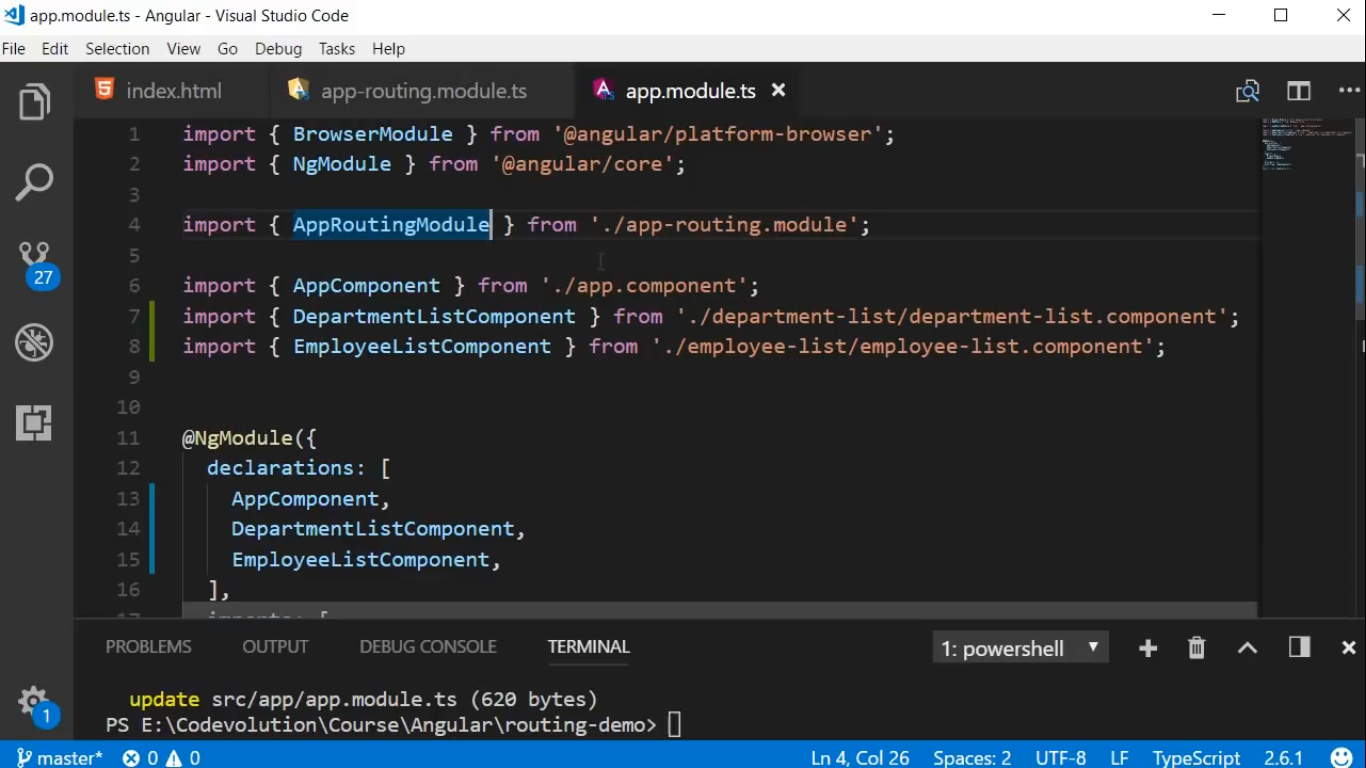 app.module.ts - Angular - Visual Studio Code
File Edit Selection View Go Debug Tasks Help
index.html app-routing.module.ts app.module.ts
1 import { BrowserModule } from '@angular/platform-browser';
2 import { NgModule } from '@angular/core';
3
4 import { AppRoutingModule } from './app-routing.module';
5
6 import { AppComponent } from './app.component';
7 import { DepartmentListComponent } from './department-list/department-list.component';
8 import { EmployeeListComponent } from './employee-list/employee-list.component';
9
10
11 @NgModule({
12 declarations: [
13 AppComponent,
14 DepartmentListComponent,
15 EmployeeListComponent,
16 ],
17 imports: [
27
1
PROBLEMS OUTPUT DEBUG CONSOLE TERMINAL 1: powershell
update src/app/app.module.ts (620 bytes)
PS E:\Codevolution\Course\Angular\routing-demo>
master* 0 0 Ln 4, Col 26 Spaces: 2 UTF-8 LF TypeScript 2.6.1